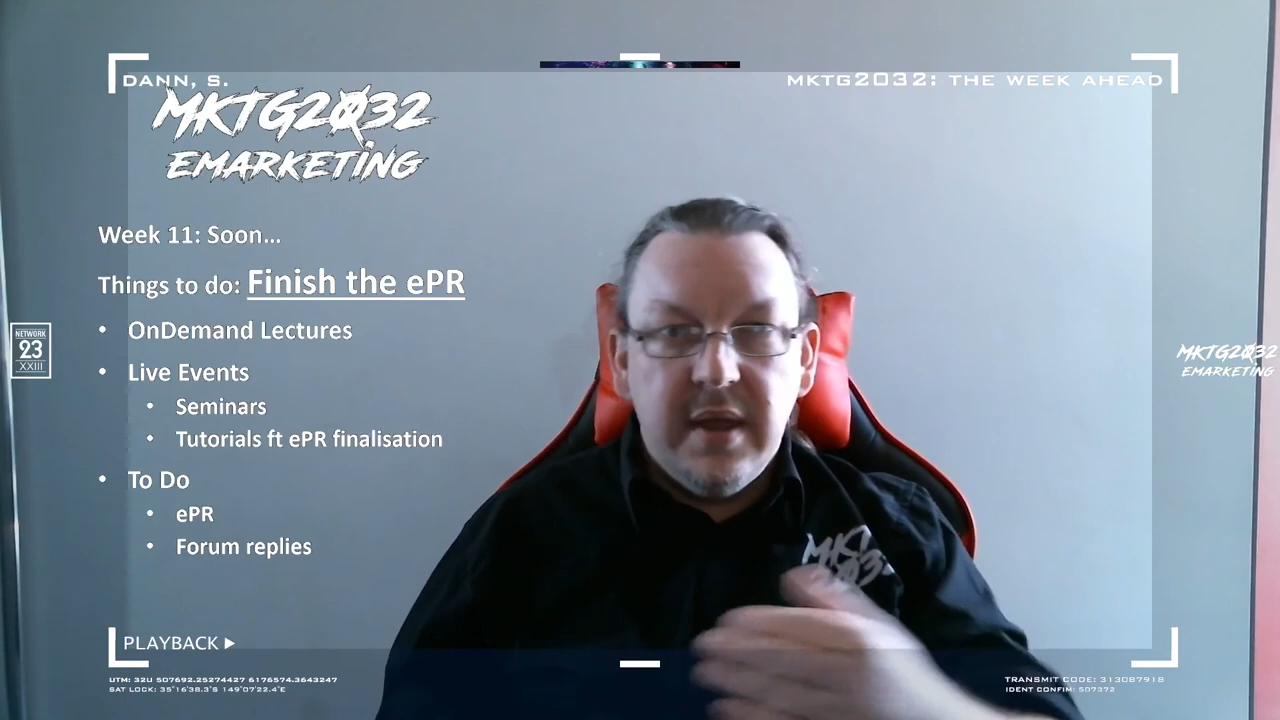 DANN, S.
MKTG2032: THE WEEK AHEAD
MKTG2032
EMARKETING
Week 11: Soon...
Things to do: Finish the ePR
• OnDemand Lectures
• Live Events
• Seminars
• Tutorials ft ePR finalisation
• To Do
• ePR
• Forum replies
NETWORK
23
XXIII
MKTG2032
EMARKETING
PLAYBACK
UTM: 32U 507692.25274427 6176574.3643247
SAT LOCK: 35°16'38.3"S 149°07'22.4"E
TRANSMIT CODE: 313087918
IDENT CONFIM: 507372